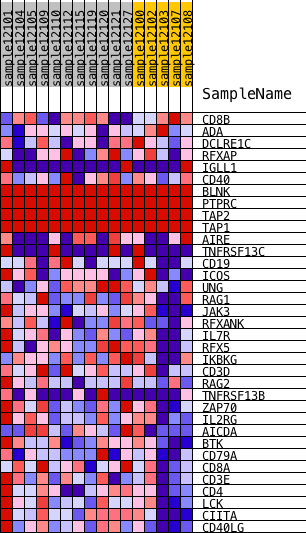 sample12101
sample12104
sample12105
sample12109
sample12110
sample12112
sample12115
sample12119
sample12120
sample12121
sample12122
sample12100
sample12102
sample12103
sample12107
sample12108
SampleName
CD8B
ADA
DCLRE1C
RFXAP
IGLL1
CD40
BLNK
PTPRC
TAP2
TAP1
AIRE
TNFRSF13C
CD19
ICOS
UNG
RAG1
JAK3
RFXANK
IL7R
RFX5
IKBKG
CD3D
RAG2
TNFRSF13B
ZAP70
IL2RG
AICDA
BTK
CD79A
CD8A
CD3E
CD4
LCK
CIITA
CD40LG